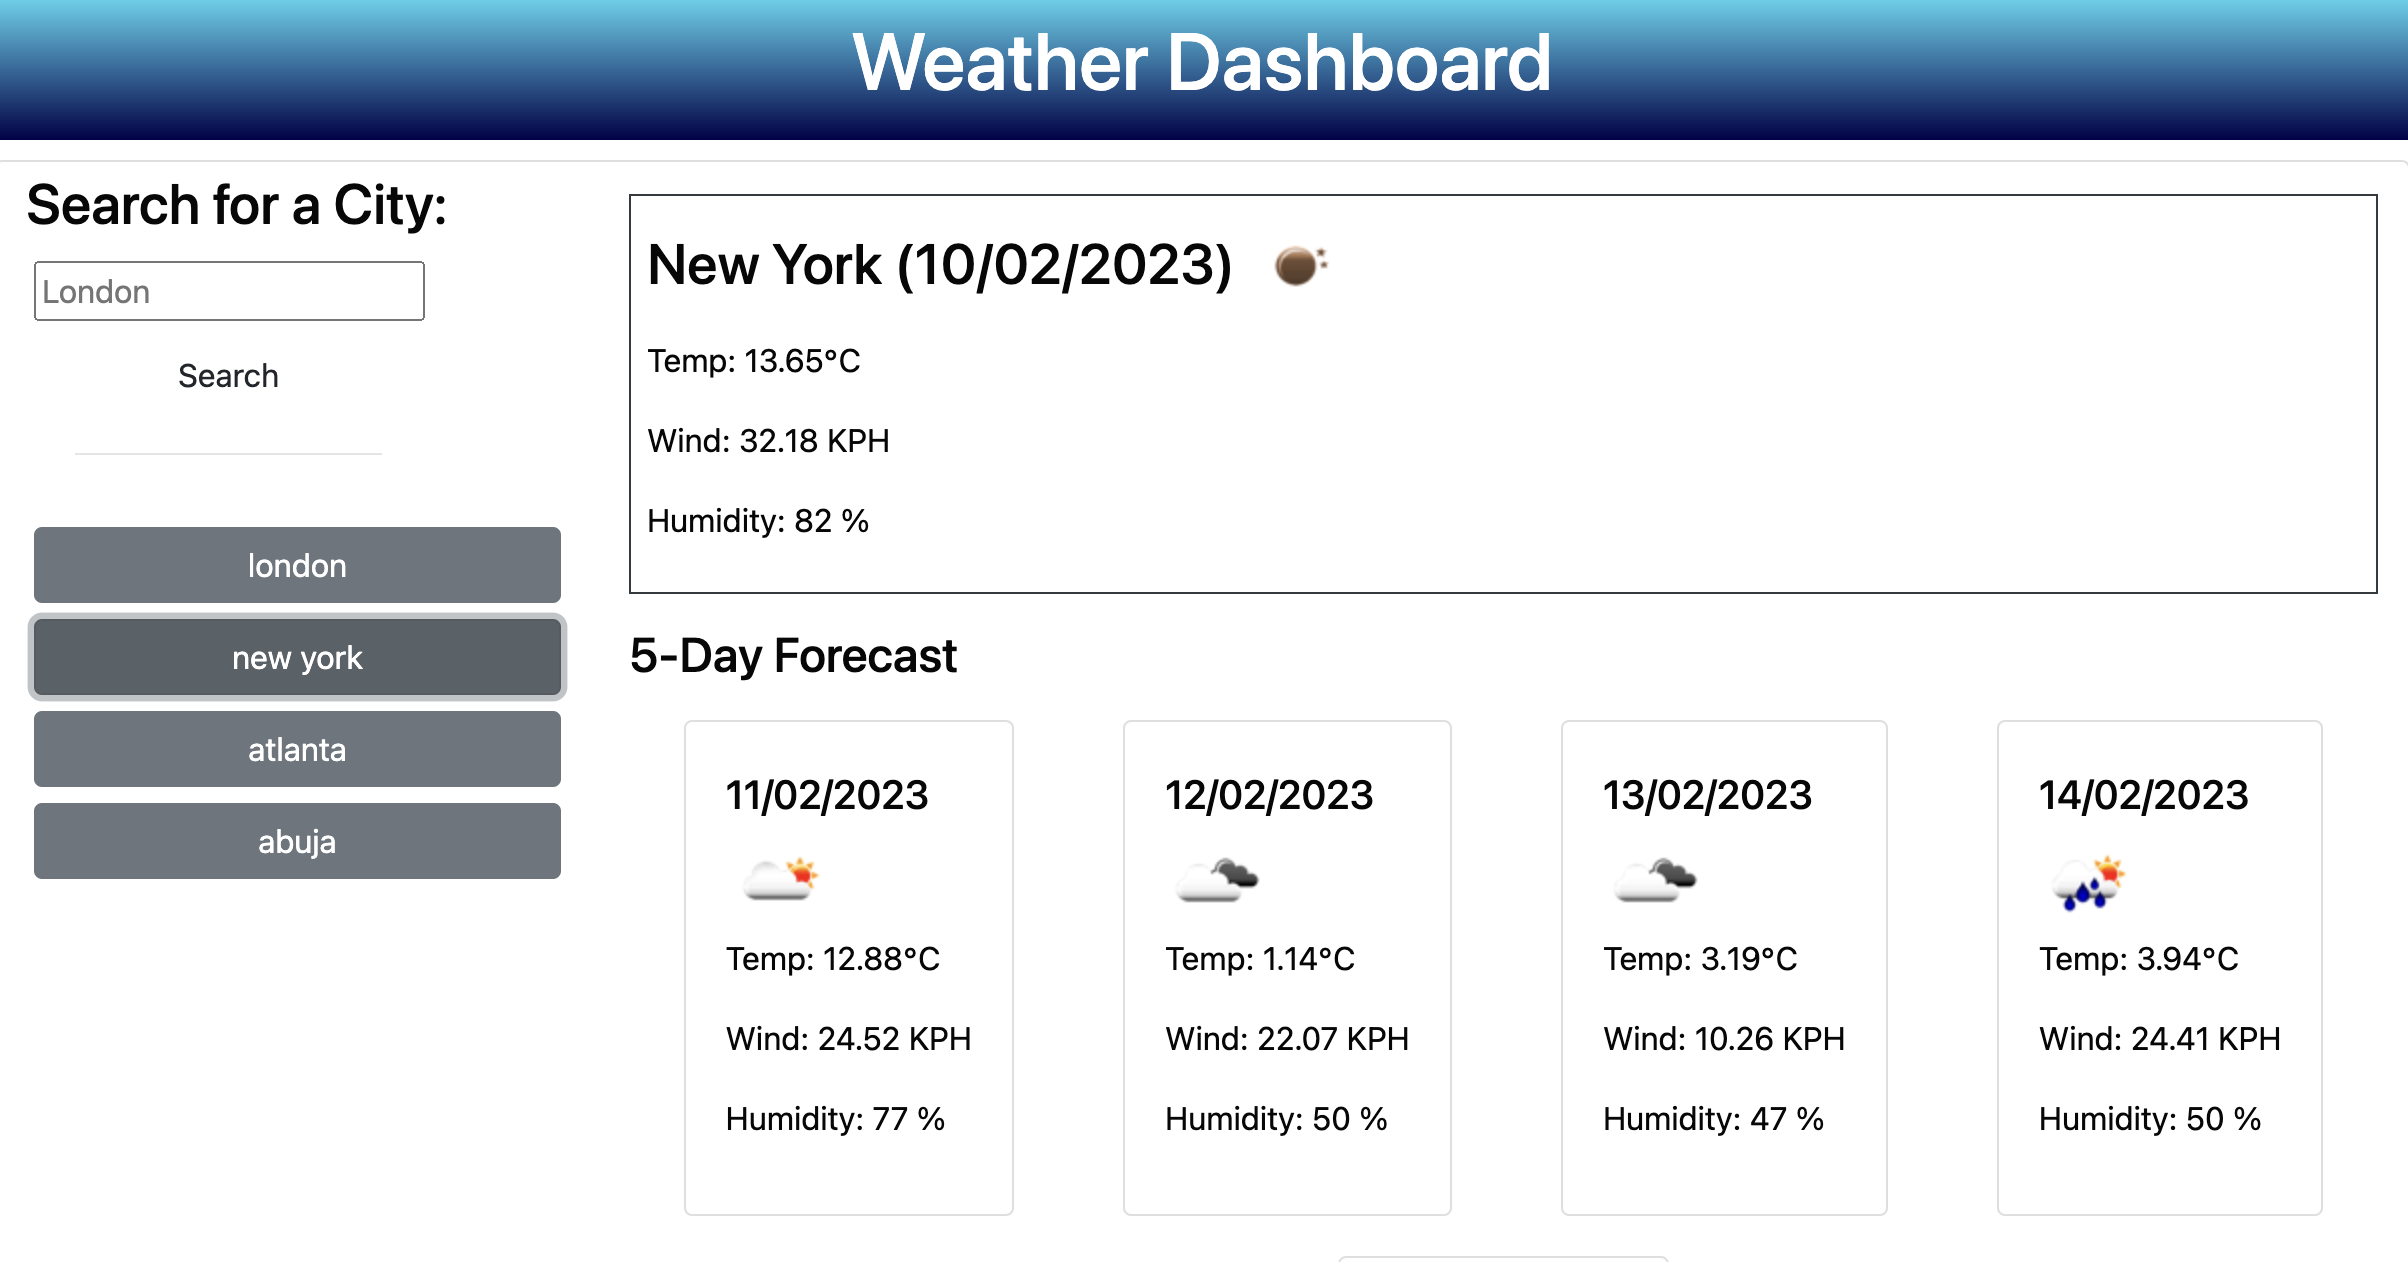 Weather Dashboard
Search for a City:
London
Search
london
new york
atlanta
abuja
New York (10/02/2023)
Temp: 13.65°C
Wind: 32.18 KPH
Humidity: 82 %
5-Day Forecast
11/02/2023
Temp: 12.88°C
Wind: 24.52 KPH
Humidity: 77 %
12/02/2023
Temp: 1.14°C
Wind: 22.07 KPH
Humidity: 50 %
13/02/2023
Temp: 3.19°C
Wind: 10.26 KPH
Humidity: 47 %
14/02/2023
Temp: 3.94°C
Wind: 24.41 KPH
Humidity: 50 %